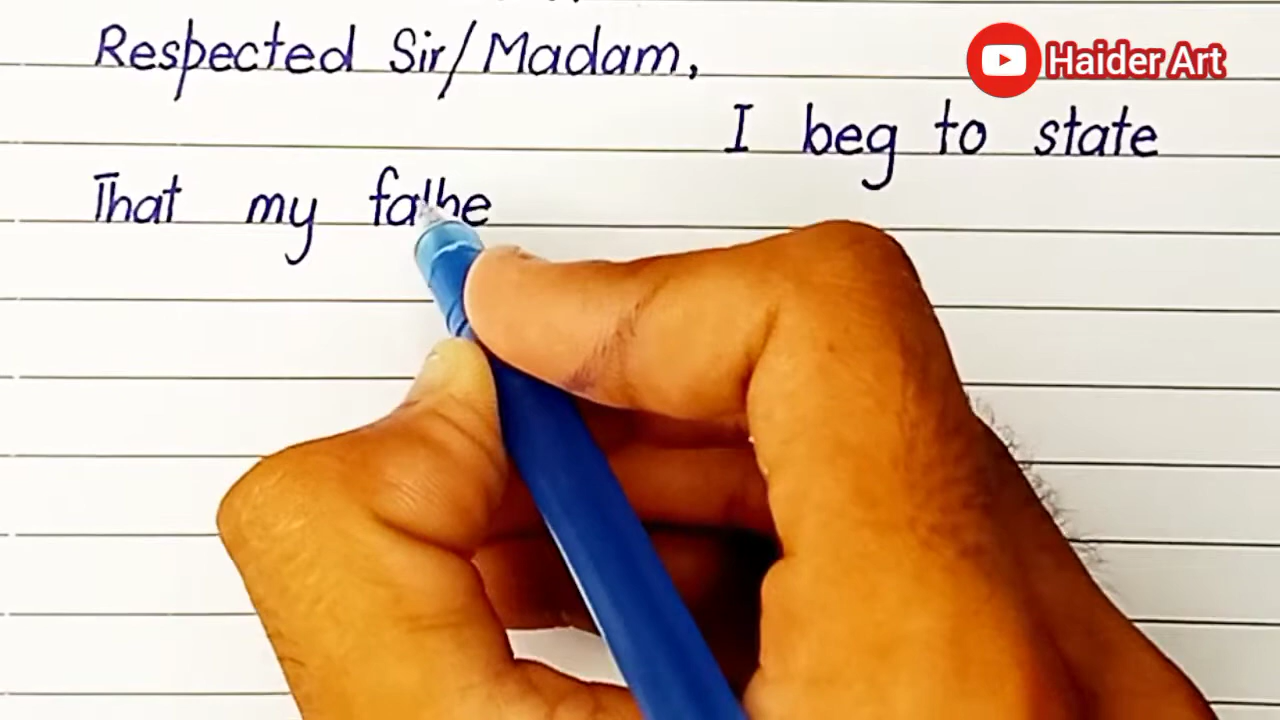 Respected Sir/Madam,
Haider Art
I beg to state
That my fathe